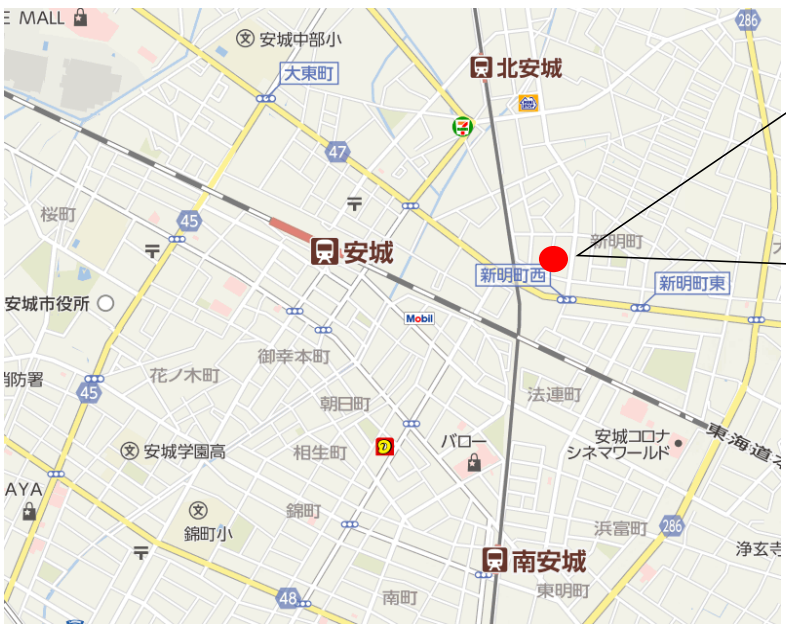 E MALL
安城中部小
286
北安城
大東町
47
桜町
45
安城
新明町
新明町西
新明町東
安城市役所
Mobil
御幸本町
花ノ木町
消防署
45
朝日町
法連町
安城コロナ
シネマワールド
東海道本
バロー
安城学園高
相生町
AYA
錦町
錦町小
浜富町
286
浄玄寺
南安城
東明町
48
南町